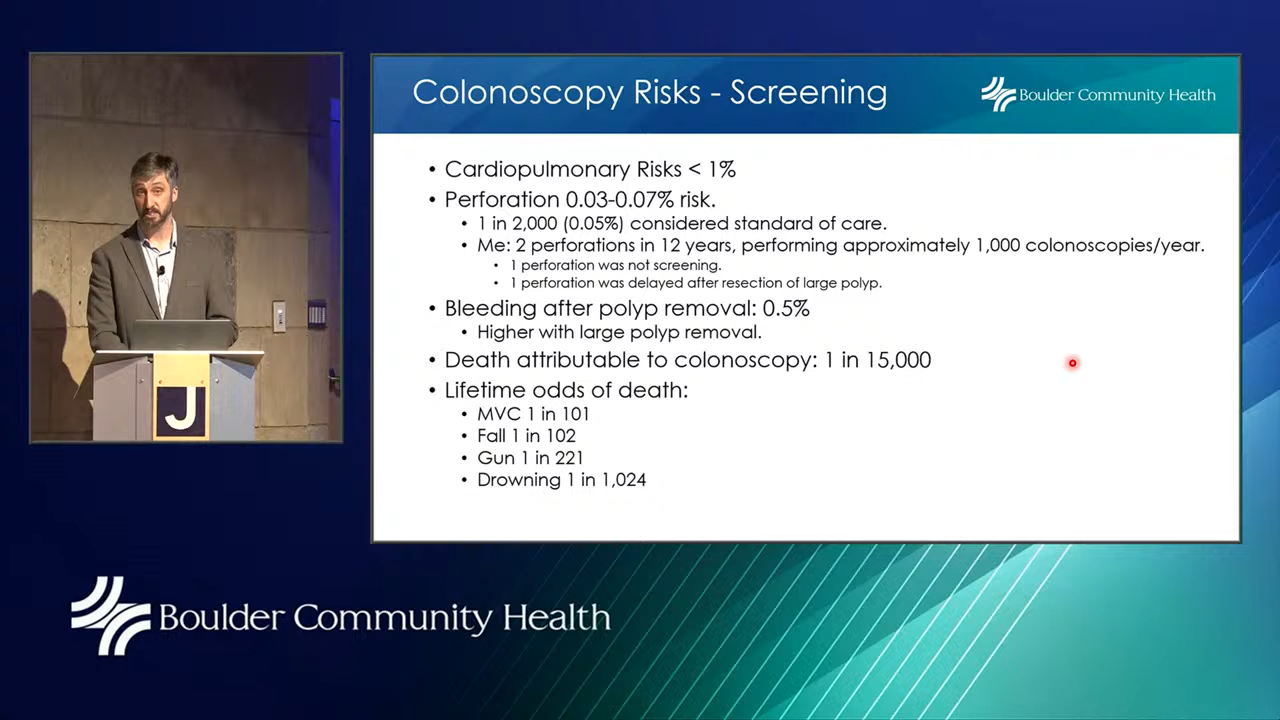 Colonoscopy Risks - Screening
Boulder Community Health
• Cardiopulmonary Risks < 1%
• Perforation 0.03-0.07% risk.
• 1 in 2,000 (0.05%) considered standard of care.
• Me: 2 perforations in 12 years, performing approximately 1,000 colonoscopies/year.
• 1 perforation was not screening.
• 1 perforation was delayed after resection of large polyp.
• Bleeding after polyp removal: 0.5%
• Higher with large polyp removal.
• Death attributable to colonoscopy: 1 in 15,000
• Lifetime odds of death:
• MVC 1 in 101
• Fall 1 in 102
• Gun 1 in 221
• Drowning 1 in 1,024
J
Boulder Community Health